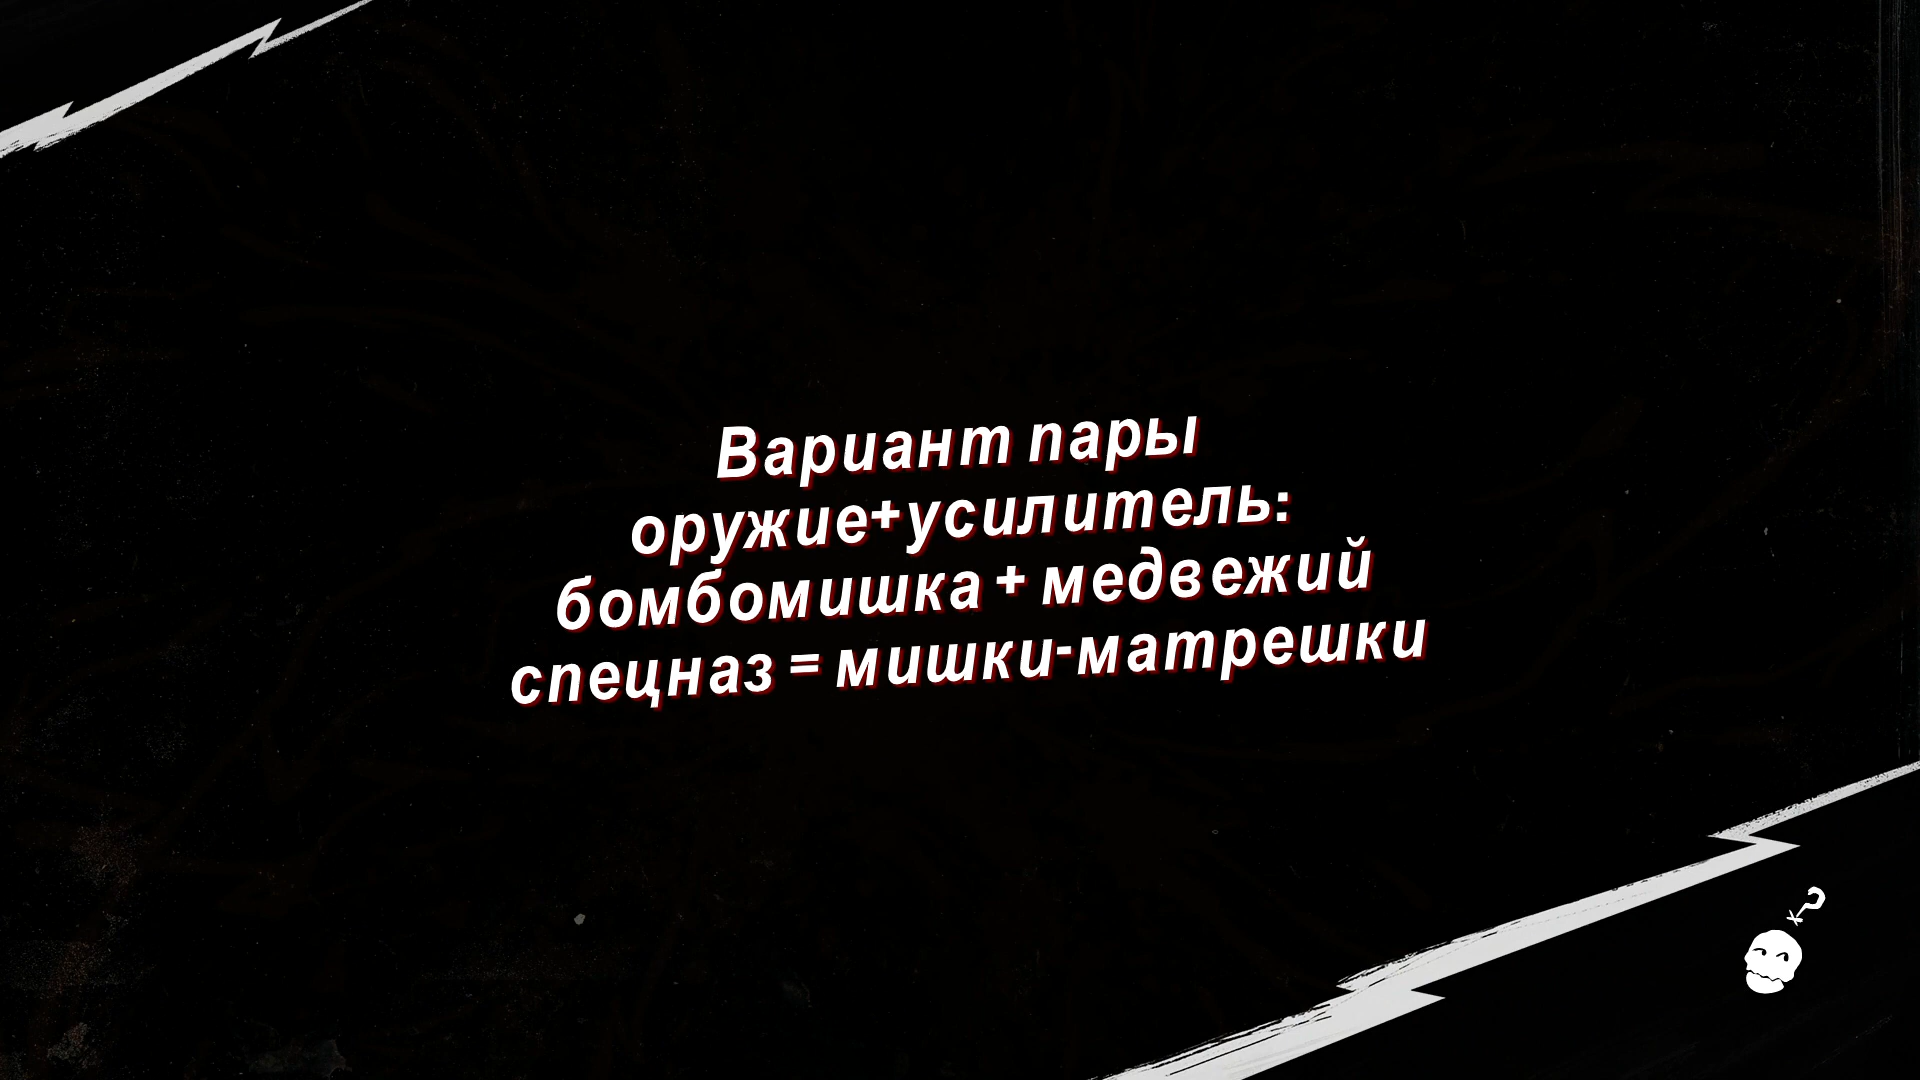 Вариант пары
оружие+усилитель:
бомбомишка + медвежий
спецназ = мишки-матрешки